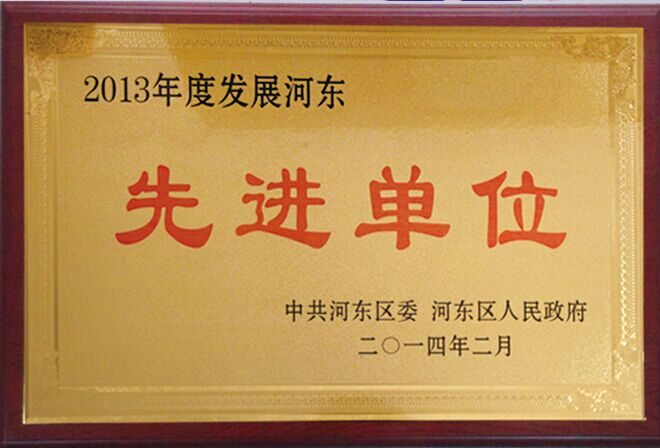 2013年度发展河东
先进单位
中共河东区委 河东区人民政府
二〇一四年二月